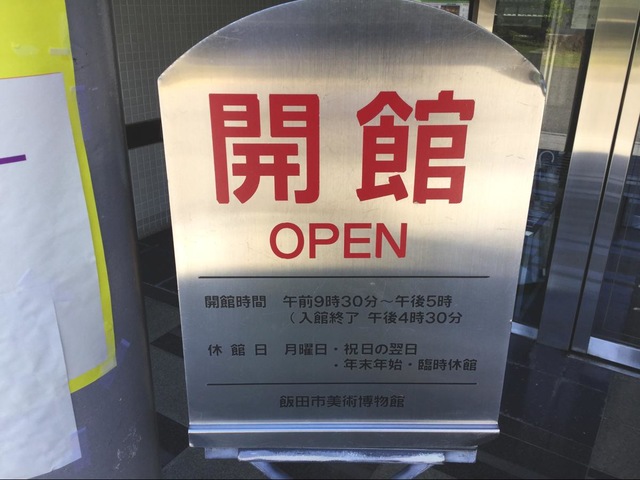 開館
OPEN
開館時間 午前9時30分～午後5時
(入館終了 午後4時30分
休館日 月曜日・祝日の翌日
・年末年始・臨時休館
飯田市美術博物館